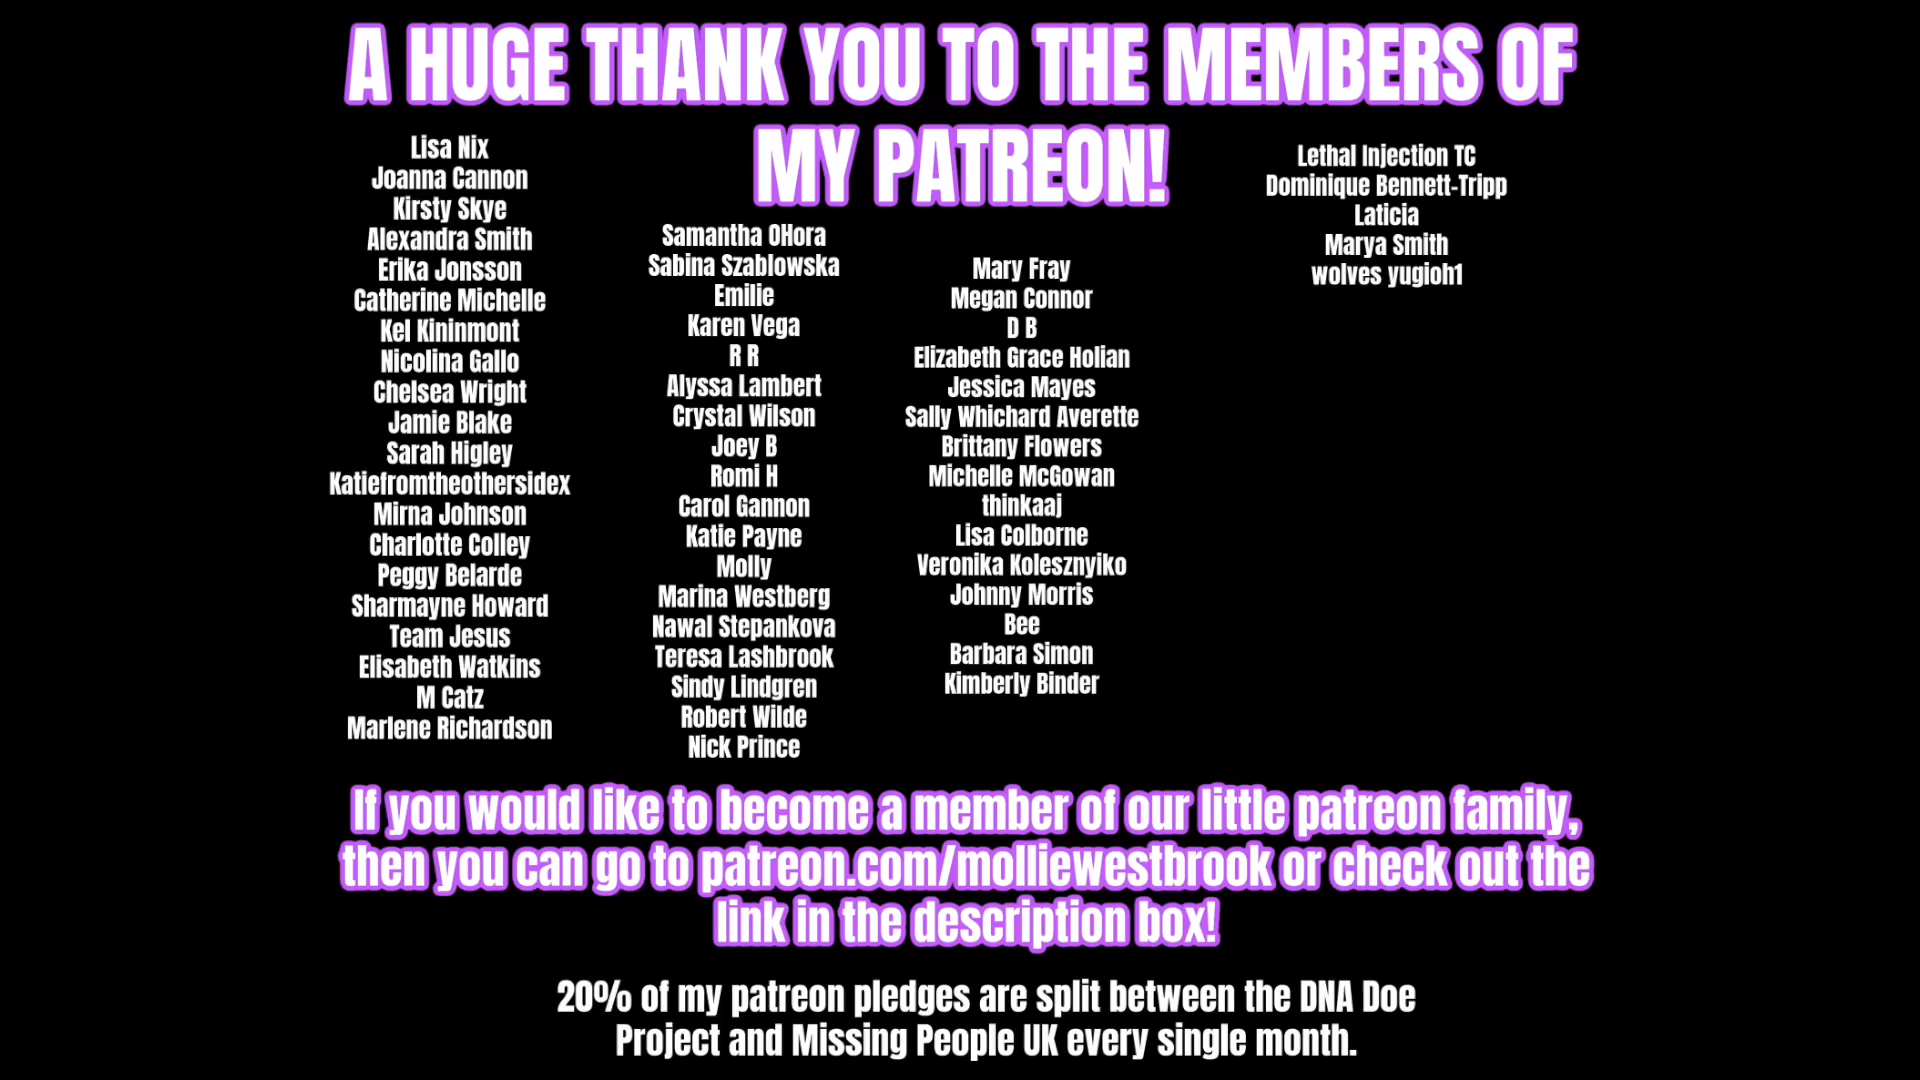 A HUGE THANK YOU TO THE MEMBERS OF
MY PATREON!
Lisa Nix
Joanna Cannon
Kirsty Skye
Alexandra Smith
Erika Jonsson
Catherine Michelle
Kel Kininmont
Nicolina Gallo
Chelsea Wright
Jamie Blake
Sarah Higley
Katiefromtheothersidex
Mirna Johnson
Charlotte Colley
Peggy Belarde
Sharmayne Howard
Team Jesus
Elisabeth Watkins
M Catz
Marlene Richardson
Samantha OHora
Sabina Szablowska
Emilie
Karen Vega
R R
Alyssa Lambert
Crystal Wilson
Joey B
Romi H
Carol Gannon
Katie Payne
Molly
Marina Westberg
Nawal Stepankova
Teresa Lashbrook
Sindy Lindgren
Robert Wilde
Nick Prince
Mary Fray
Megan Connor
D B
Elizabeth Grace Holian
Jessica Mayes
Sally Whichard Averette
Brittany Flowers
Michelle McGowan
thinkaaj
Lisa Colborne
Veronika Kolesznyiko
Johnny Morris
Bee
Barbara Simon
Kimberly Binder
Lethal Injection TC
Dominique Bennett-Tripp
Laticia
Marya Smith
wolves yugioh1
If you would like to become a member of our little patreon family,
then you can go to patreon.com/molliewestbrook or check out the
link in the description box!
20% of my patreon pledges are split between the DNA Doe
Project and Missing People UK every single month.